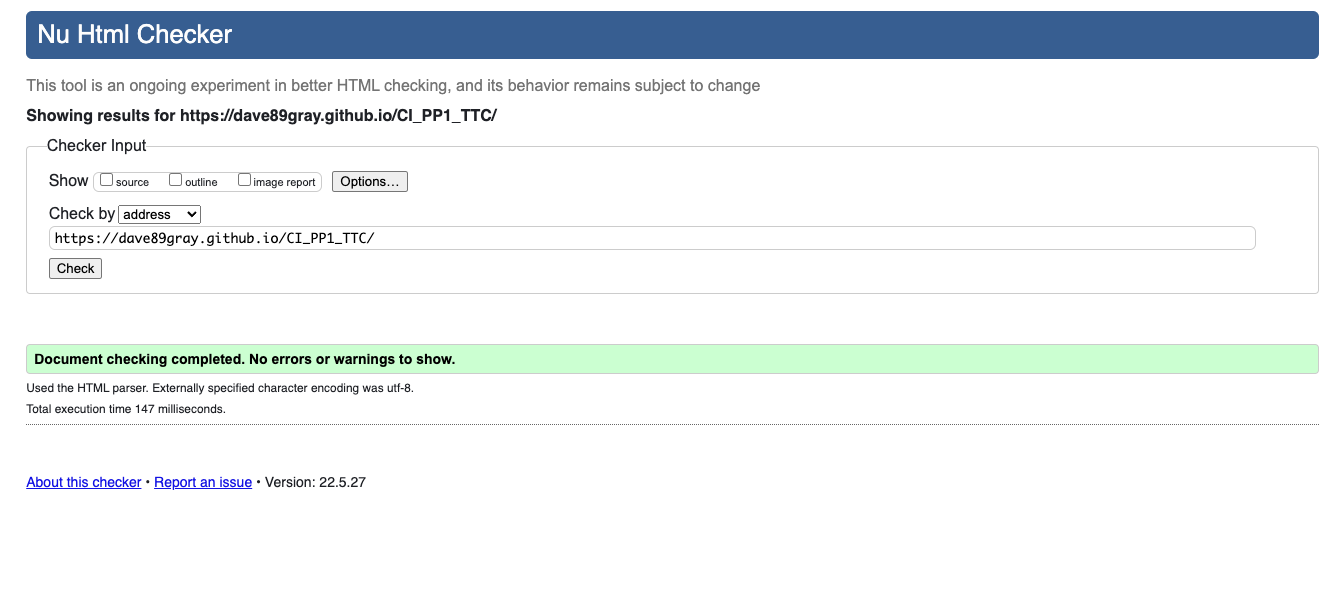 Nu Html Checker
This tool is an ongoing experiment in better HTML checking, and its behavior remains subject to change
Showing results for https://dave89gray.github.io/CI_PP1_TTC/
Checker Input
Show source outline image report Options…
Check by address
https://dave89gray.github.io/CI_PP1_TTC/
Check
Document checking completed. No errors or warnings to show.
Used the HTML parser. Externally specified character encoding was utf-8.
Total execution time 147 milliseconds.
About this checker • Report an issue • Version: 22.5.27